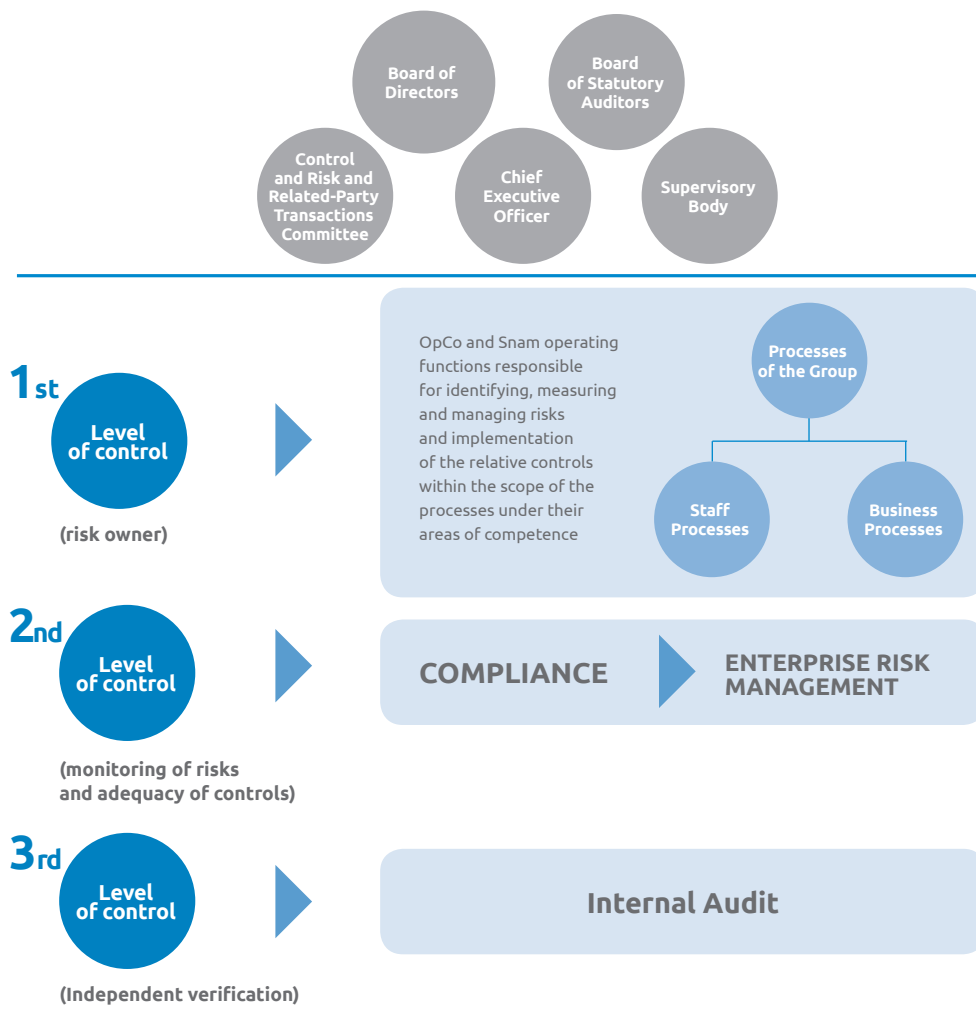 Board of
Directors
Board
of Statutory
Auditors
Control
and Risk and
Related-Party
Transactions
Committee
Chief
Executive
Officer
Supervisory
Body
1st
Level
of control
(risk owner)
OpCo and Snam operating
functions responsible
for identifying, measuring
and managing risks
and implementation
of the relative controls
within the scope of the
processes under their
areas of competence
Processes
of the Group
Staff
Processes
Business
Processes
2nd
Level
of control
(monitoring of risks
and adequacy of controls)
COMPLIANCE
ENTERPRISE RISK
MANAGEMENT
3rd
Level
of control
(Independent verification)
Internal Audit